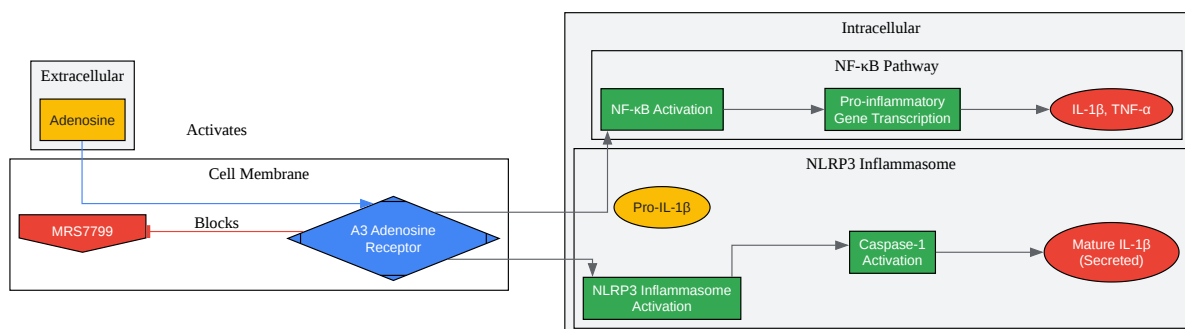 Extracellular
Adenosine
Activates
Cell Membrane
MRS7799
Blocks
A3 Adenosine
Receptor
Intracellular
NF-κB Pathway
NF-κB Activation
Pro-inflammatory
Gene Transcription
IL-1β, TNF-α
NLRP3 Inflammasome
Pro-IL-1β
NLRP3 Inflammasome
Activation
Caspase-1
Activation
Mature IL-1β
(Secreted)